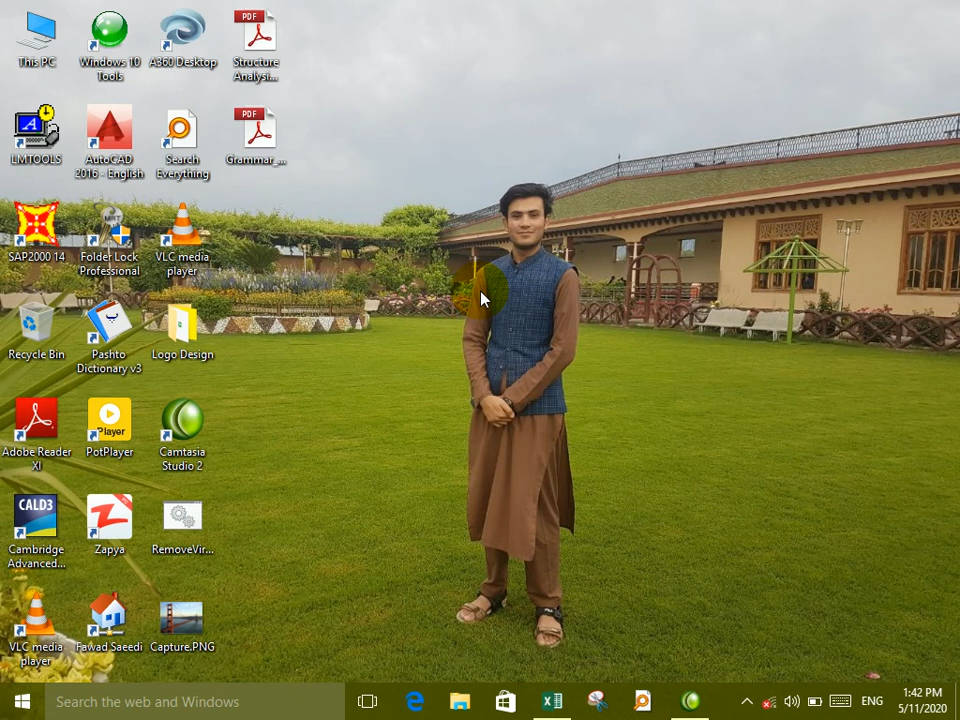 This PC
Windows 10
Tools
A360 Desktop
PDF
Structure
Analysi...
LMTOOLS
AutoCAD
2016 - English
Search
Everything
PDF
Grammar_...
SAP2000 14
Folder Lock
Professional
VLC media
player
Recycle Bin
Pashto
Dictionary v3
Logo Design
Adobe Reader
XI
Player
PotPlayer
Camtasia
Studio 2
CALD3
Cambridge
Advanced...
Zapya
RemoveVir...
VLC media
player
Fawad Saeedi
Capture.PNG
Search the web and Windows
ENG
1:42 PM
5/11/2020